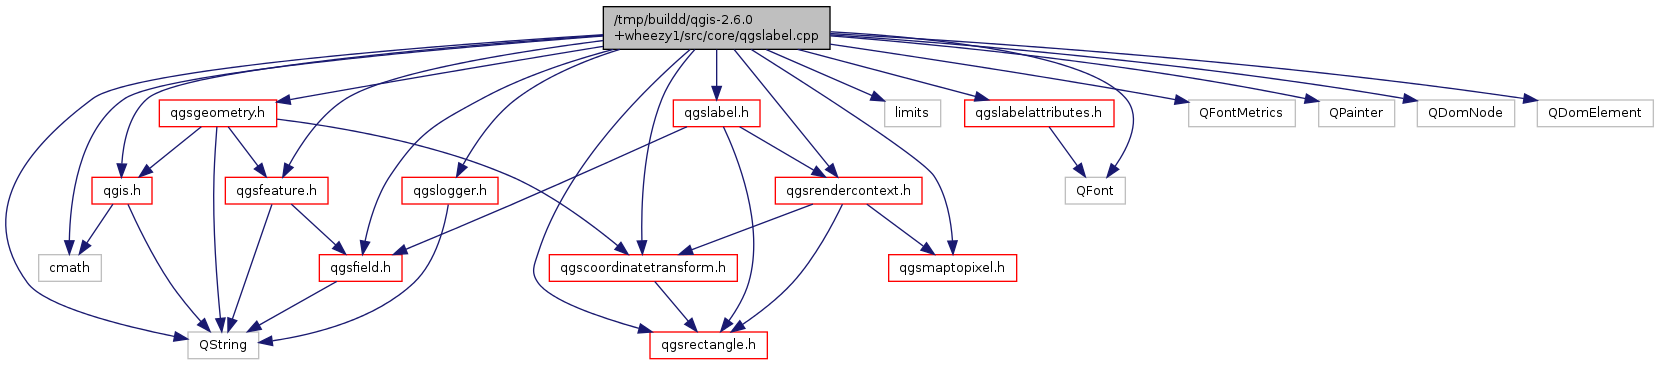 /tmp/buildd/qgis-2.6.0
+wheezy1/src/core/qgslabel.cpp
qgsgeometry.h
qgslabel.h
limits
qgslabelattributes.h
QFontMetrics
QPainter
QDomNode
QDomElement
qgis.h
qgsfeature.h
qgslogger.h
qgsrendercontext.h
QFont
cmath
qgsfield.h
qgscoordinatetransform.h
qgsmaptopixel.h
QString
qgsrectangle.h